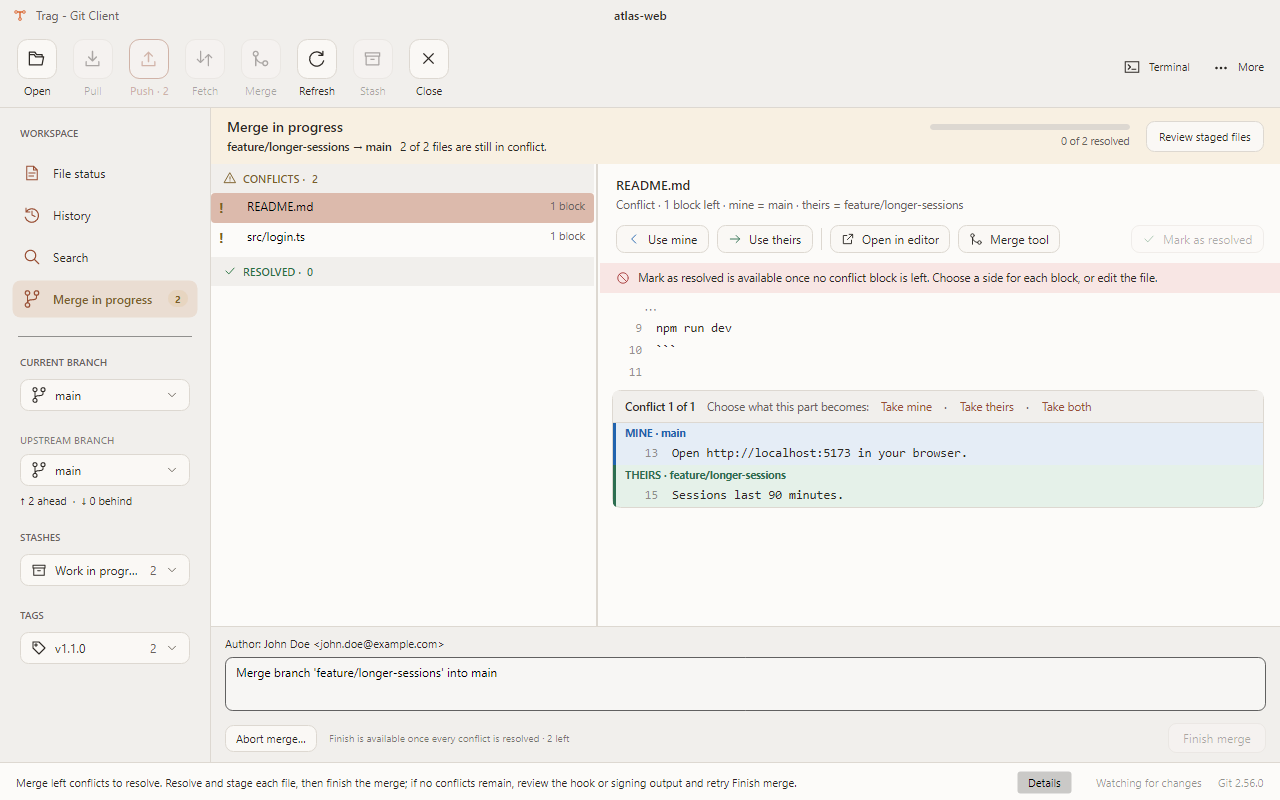 Trag - Git Client
atlas-web
Open
Pull
Push · 2
Fetch
Merge
Refresh
Stash
Close
Terminal
More
WORKSPACE
File status
History
Search
Merge in progress 2
CURRENT BRANCH
main
UPSTREAM BRANCH
main
↑ 2 ahead · ↓ 0 behind
STASHES
Work in progr... 2
TAGS
v1.1.0 2
Merge in progress
feature/longer-sessions → main 2 of 2 files are still in conflict.
0 of 2 resolved
Review staged files
CONFLICTS · 2
! README.md 1 block
! src/login.ts 1 block
RESOLVED · 0
README.md
Conflict · 1 block left · mine = main · theirs = feature/longer-sessions
Use mine
Use theirs
Open in editor
Merge tool
Mark as resolved
Mark as resolved is available once no conflict block is left. Choose a side for each block, or edit the file.
...
9 npm run dev
10 ```
11
Conflict 1 of 1 Choose what this part becomes: Take mine · Take theirs · Take both
MINE · main
13 Open http://localhost:5173 in your browser.
THEIRS · feature/longer-sessions
15 Sessions last 90 minutes.
Author: John Doe <john.doe@example.com>
Merge branch 'feature/longer-sessions' into main
Abort merge...
Finish is available once every conflict is resolved · 2 left
Finish merge
Merge left conflicts to resolve. Resolve and stage each file, then finish the merge; if no conflicts remain, review the hook or signing output and retry Finish merge.
Details
Watching for changes
Git 2.56.0